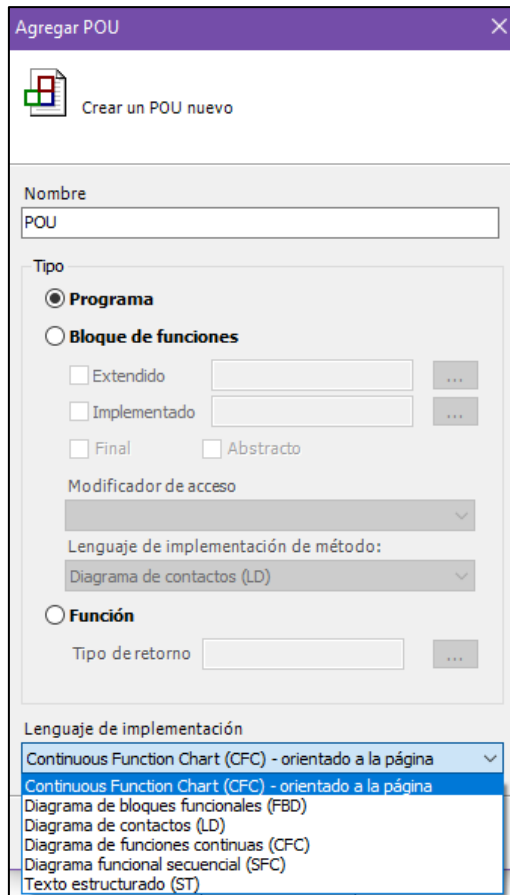 Agregar POU
Crear un POU nuevo
Nombre
POU
Tipo
Programa
Bloque de funciones
Extendido
...
Implementado
...
Final Abstracto
Modificador de acceso
Lenguaje de implementación de método:
Diagrama de contactos (LD)
Función
Tipo de retorno
...
Lenguaje de implementación
Continuous Function Chart (CFC) - orientado a la página
Continuous Function Chart (CFC) - orientado a la página
Diagrama de bloques funcionales (FBD)
Diagrama de contactos (LD)
Diagrama de funciones continuas (CFC)
Diagrama funcional secuencial (SFC)
Texto estructurado (ST)